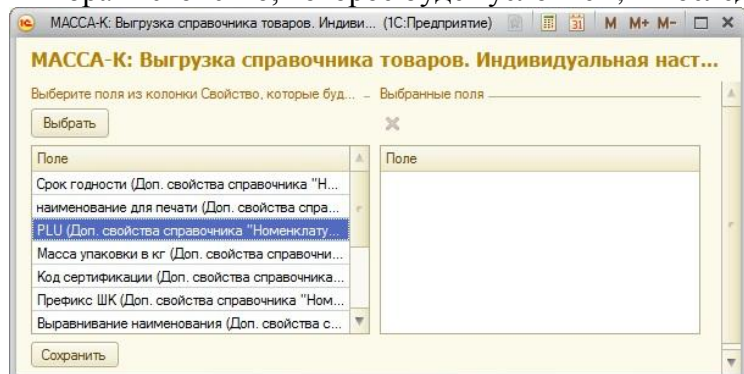 МАССА-К: Выгрузка справочника товаров. Индиви... (1С:Предприятие) M M+ M-
МАССА-К: Выгрузка справочника товаров. Индивидуальная наст...
Выберите поля из колонки Свойство, которые буд... Выбранные поля
Выбрать
Поле Поле
Срок годности (Доп. свойства справочника "Н...
наименование для печати (Доп. свойства спра...
PLU (Доп. свойства справочника "Номенклату...
Масса упаковки в кг (Доп. свойства справочни...
Код сертификации (Доп. свойства справочника...
Префикс ШК (Доп. свойства справочника "Ном...
Выравнивание наименования (Доп. свойства с...
Сохранить